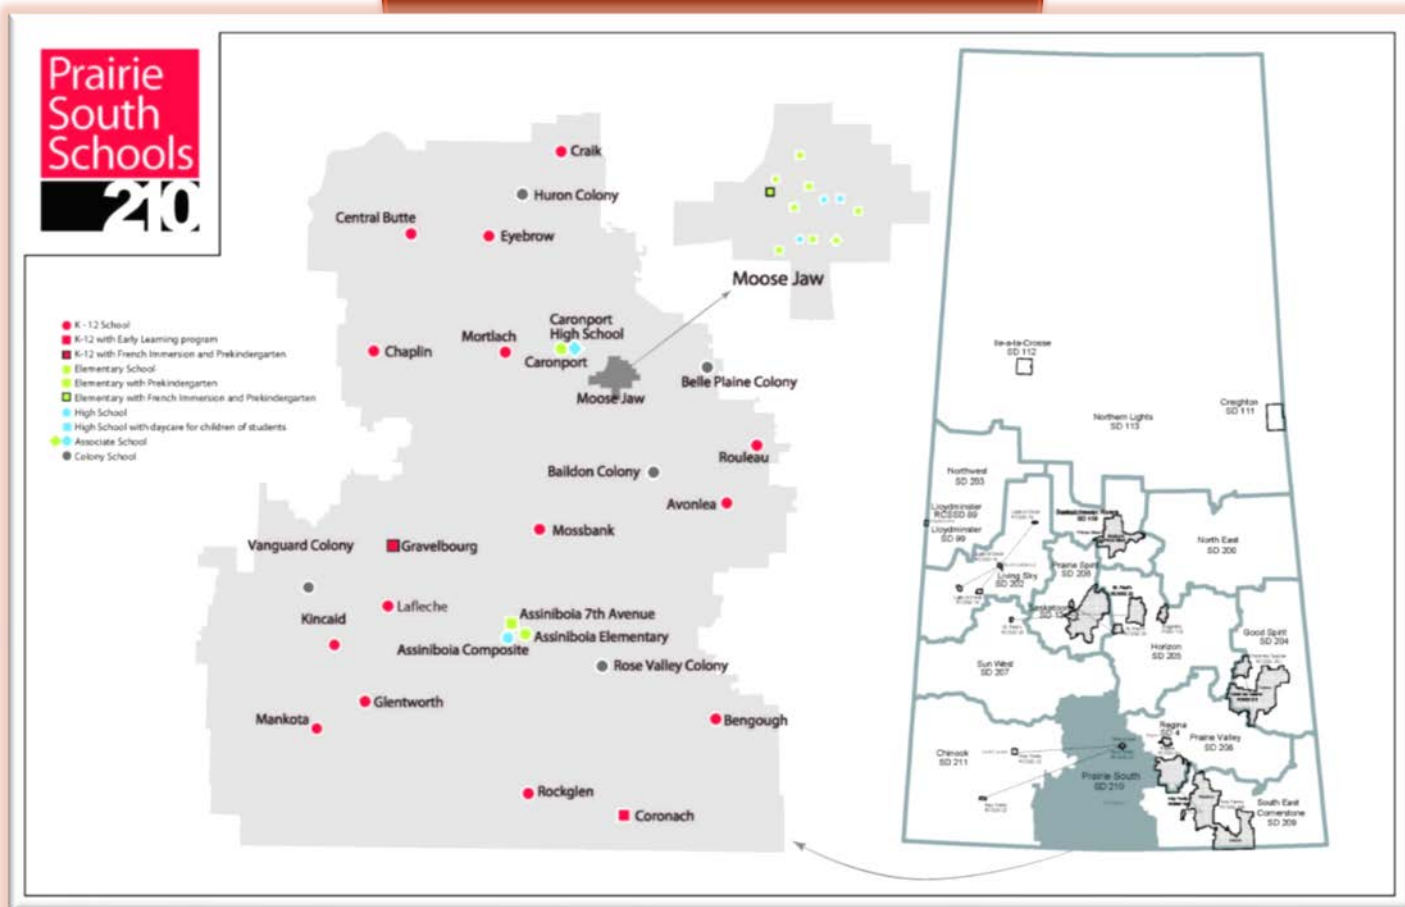 Prairie
South
Schools
210
K - 12 School
K-12 with Early Learning program
K-12 with French Immersion and Prekindergarten
Elementary School
Elementary with Prekindergarten
Elementary with French Immersion and Prekindergarten
High School
High School with daycare for children of students
Associate School
Colony School
Craik
Huron Colony
Central Butte
Eyebrow
Moose Jaw
Chaplin
Mortlach
Caronport
High School
Caronport
Moose Jaw
Belle Plaine Colony
Rouleau
Baildon Colony
Avonlea
Mossbank
Vanguard Colony
Gravelbourg
Lafleche
Kincaid
Assiniboia 7th Avenue
Assiniboia Elementary
Assiniboia Composite
Rose Valley Colony
Glentworth
Mankota
Bengough
Rockglen
Coronach
Ile-a-la-Crosse
SD 112
Creighton
SD 111
Northern Lights
SD 113
Northwest
SD 203
Lloydminster
RCSSD 89
Lloydminster
SD 99
North East
SD 200
Prairie Spirit
SD 206
Living Sky
SD 202
Horizon
SD 205
Good Spirit
SD 204
Sun West
SD 207
Regina
SD 4
Prairie Valley
SD 208
Chinook
SD 211
Prairie South
SD 210
South East
Cornerstone
SD 209